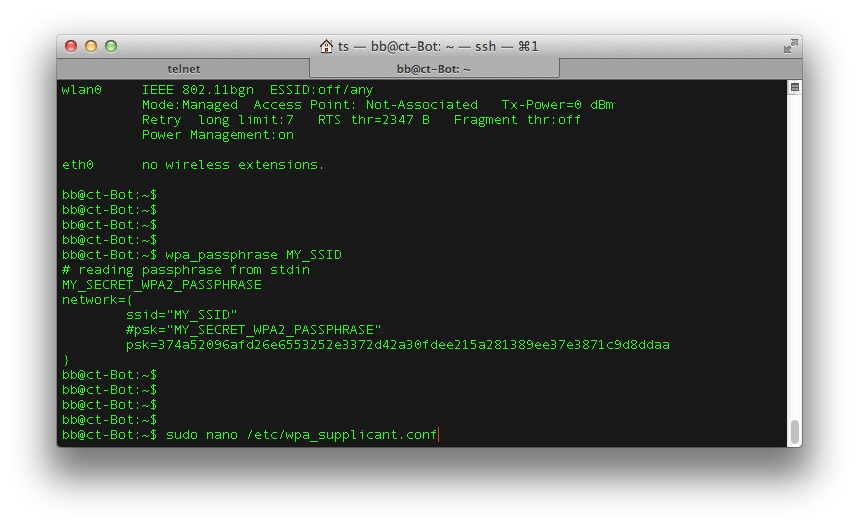 ts — bb@ct-Bot: ~ — ssh — ⌘1
telnet
bb@ct-Bot: ~
wlan0     IEEE 802.11bgn  ESSID:off/any
          Mode:Managed  Access Point: Not-Associated   Tx-Power=0 dBm
          Retry  long limit:7   RTS thr=2347 B   Fragment thr:off
          Power Management:on
eth0      no wireless extensions.
bb@ct-Bot:~$
bb@ct-Bot:~$
bb@ct-Bot:~$
bb@ct-Bot:~$
bb@ct-Bot:~$ wpa_passphrase MY_SSID
# reading passphrase from stdin
MY_SECRET_WPA2_PASSPHRASE
network={
        ssid="MY_SSID"
        #psk="MY_SECRET_WPA2_PASSPHRASE"
        psk=374a52096afd26e6553252e3372d42a30fdee215a281389ee37e3871c9d8ddaa
}
bb@ct-Bot:~$
bb@ct-Bot:~$
bb@ct-Bot:~$
bb@ct-Bot:~$
bb@ct-Bot:~$ sudo nano /etc/wpa_supplicant.conf